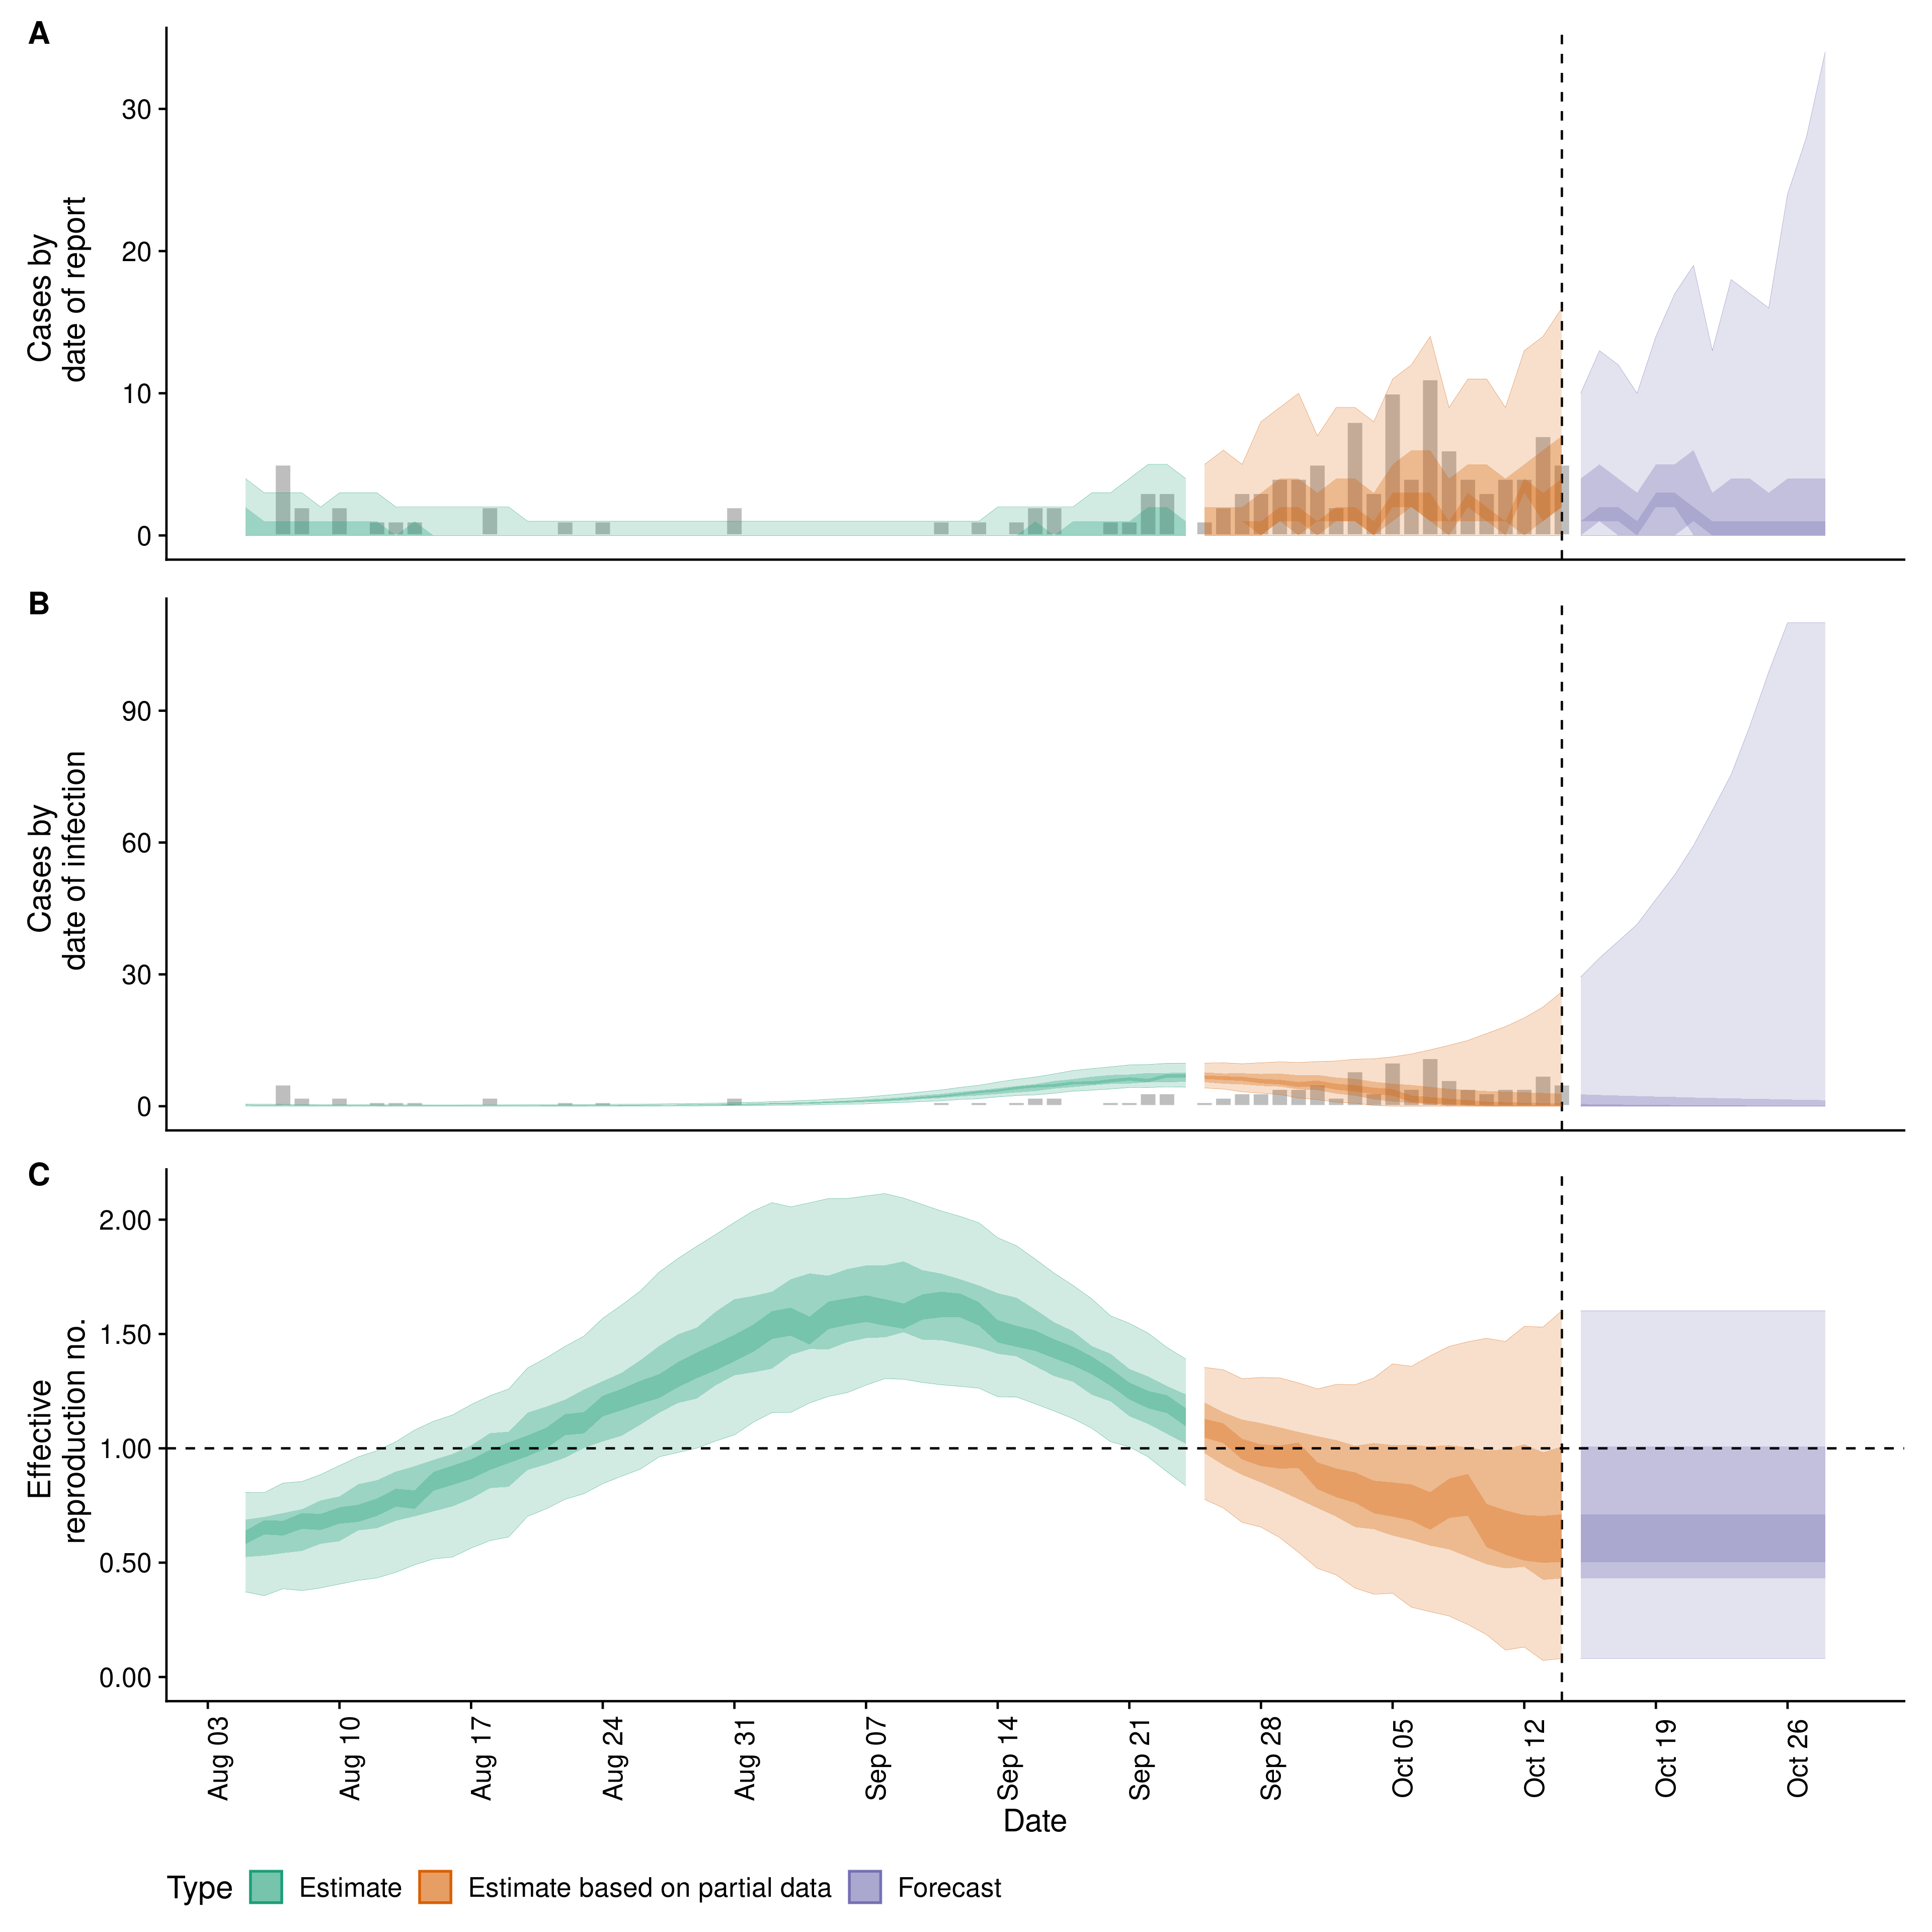 A
Cases by
date of report
30
20
10
0
B
Cases by
date of infection
90
60
30
0
C
Effective
reproduction no.
2.00
1.50
1.00
0.50
0.00
Aug 03
Aug 10
Aug 17
Aug 24
Aug 31
Sep 07
Sep 14
Sep 21
Sep 28
Oct 05
Oct 12
Oct 19
Oct 26
Date
Type Estimate Estimate based on partial data Forecast